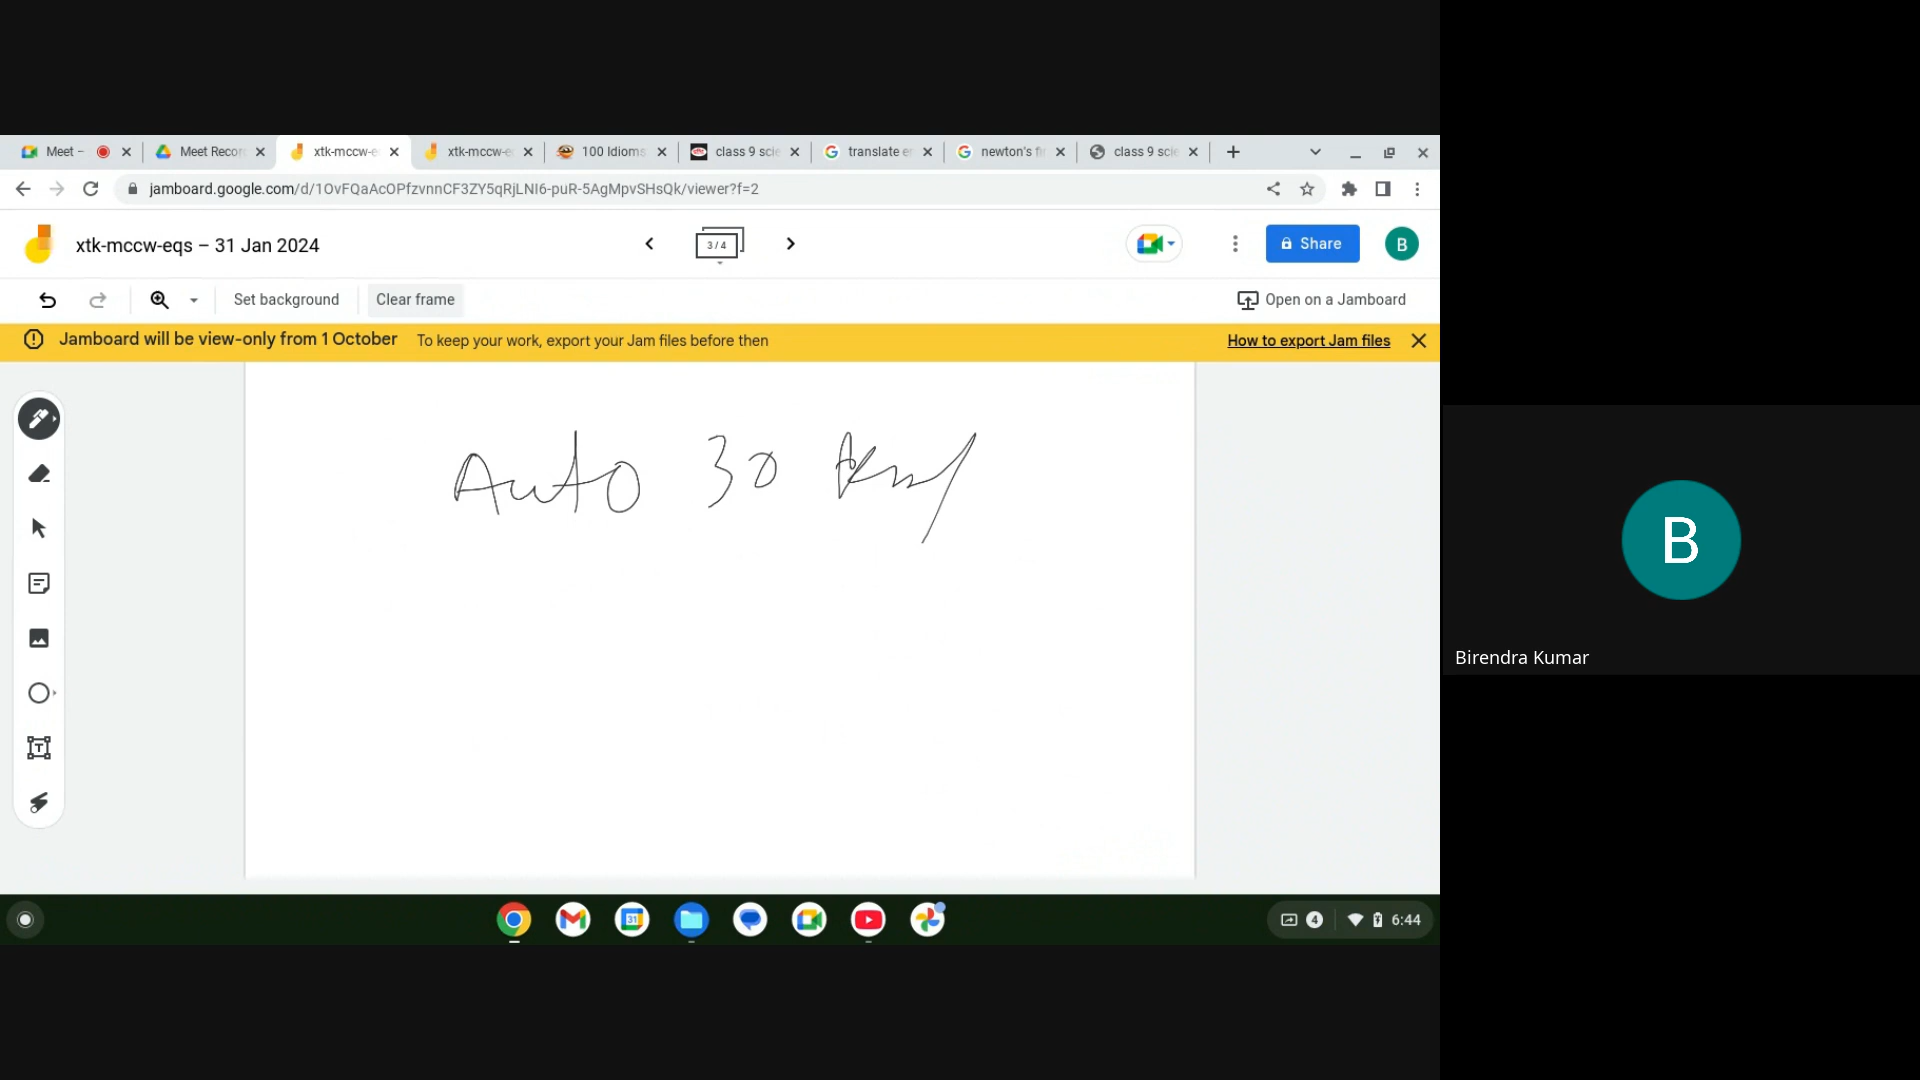 Meet –
Meet Recor
xtk-mccw-e
xtk-mccw-e
100 Idioms
class 9 scie
translate e
newton's fi
class 9 scie
jamboard.google.com/d/1OvFQaAcOPfzvnnCF3ZY5qRjLNI6-puR-5AgMpvSHsQk/viewer?f=2
xtk-mccw-eqs – 31 Jan 2024
3 / 4
Share
B
Set background
Clear frame
Open on a Jamboard
Jamboard will be view-only from 1 October To keep your work, export your Jam files before then
How to export Jam files
Auto 30 km/
B
Birendra Kumar
31
4
6:44